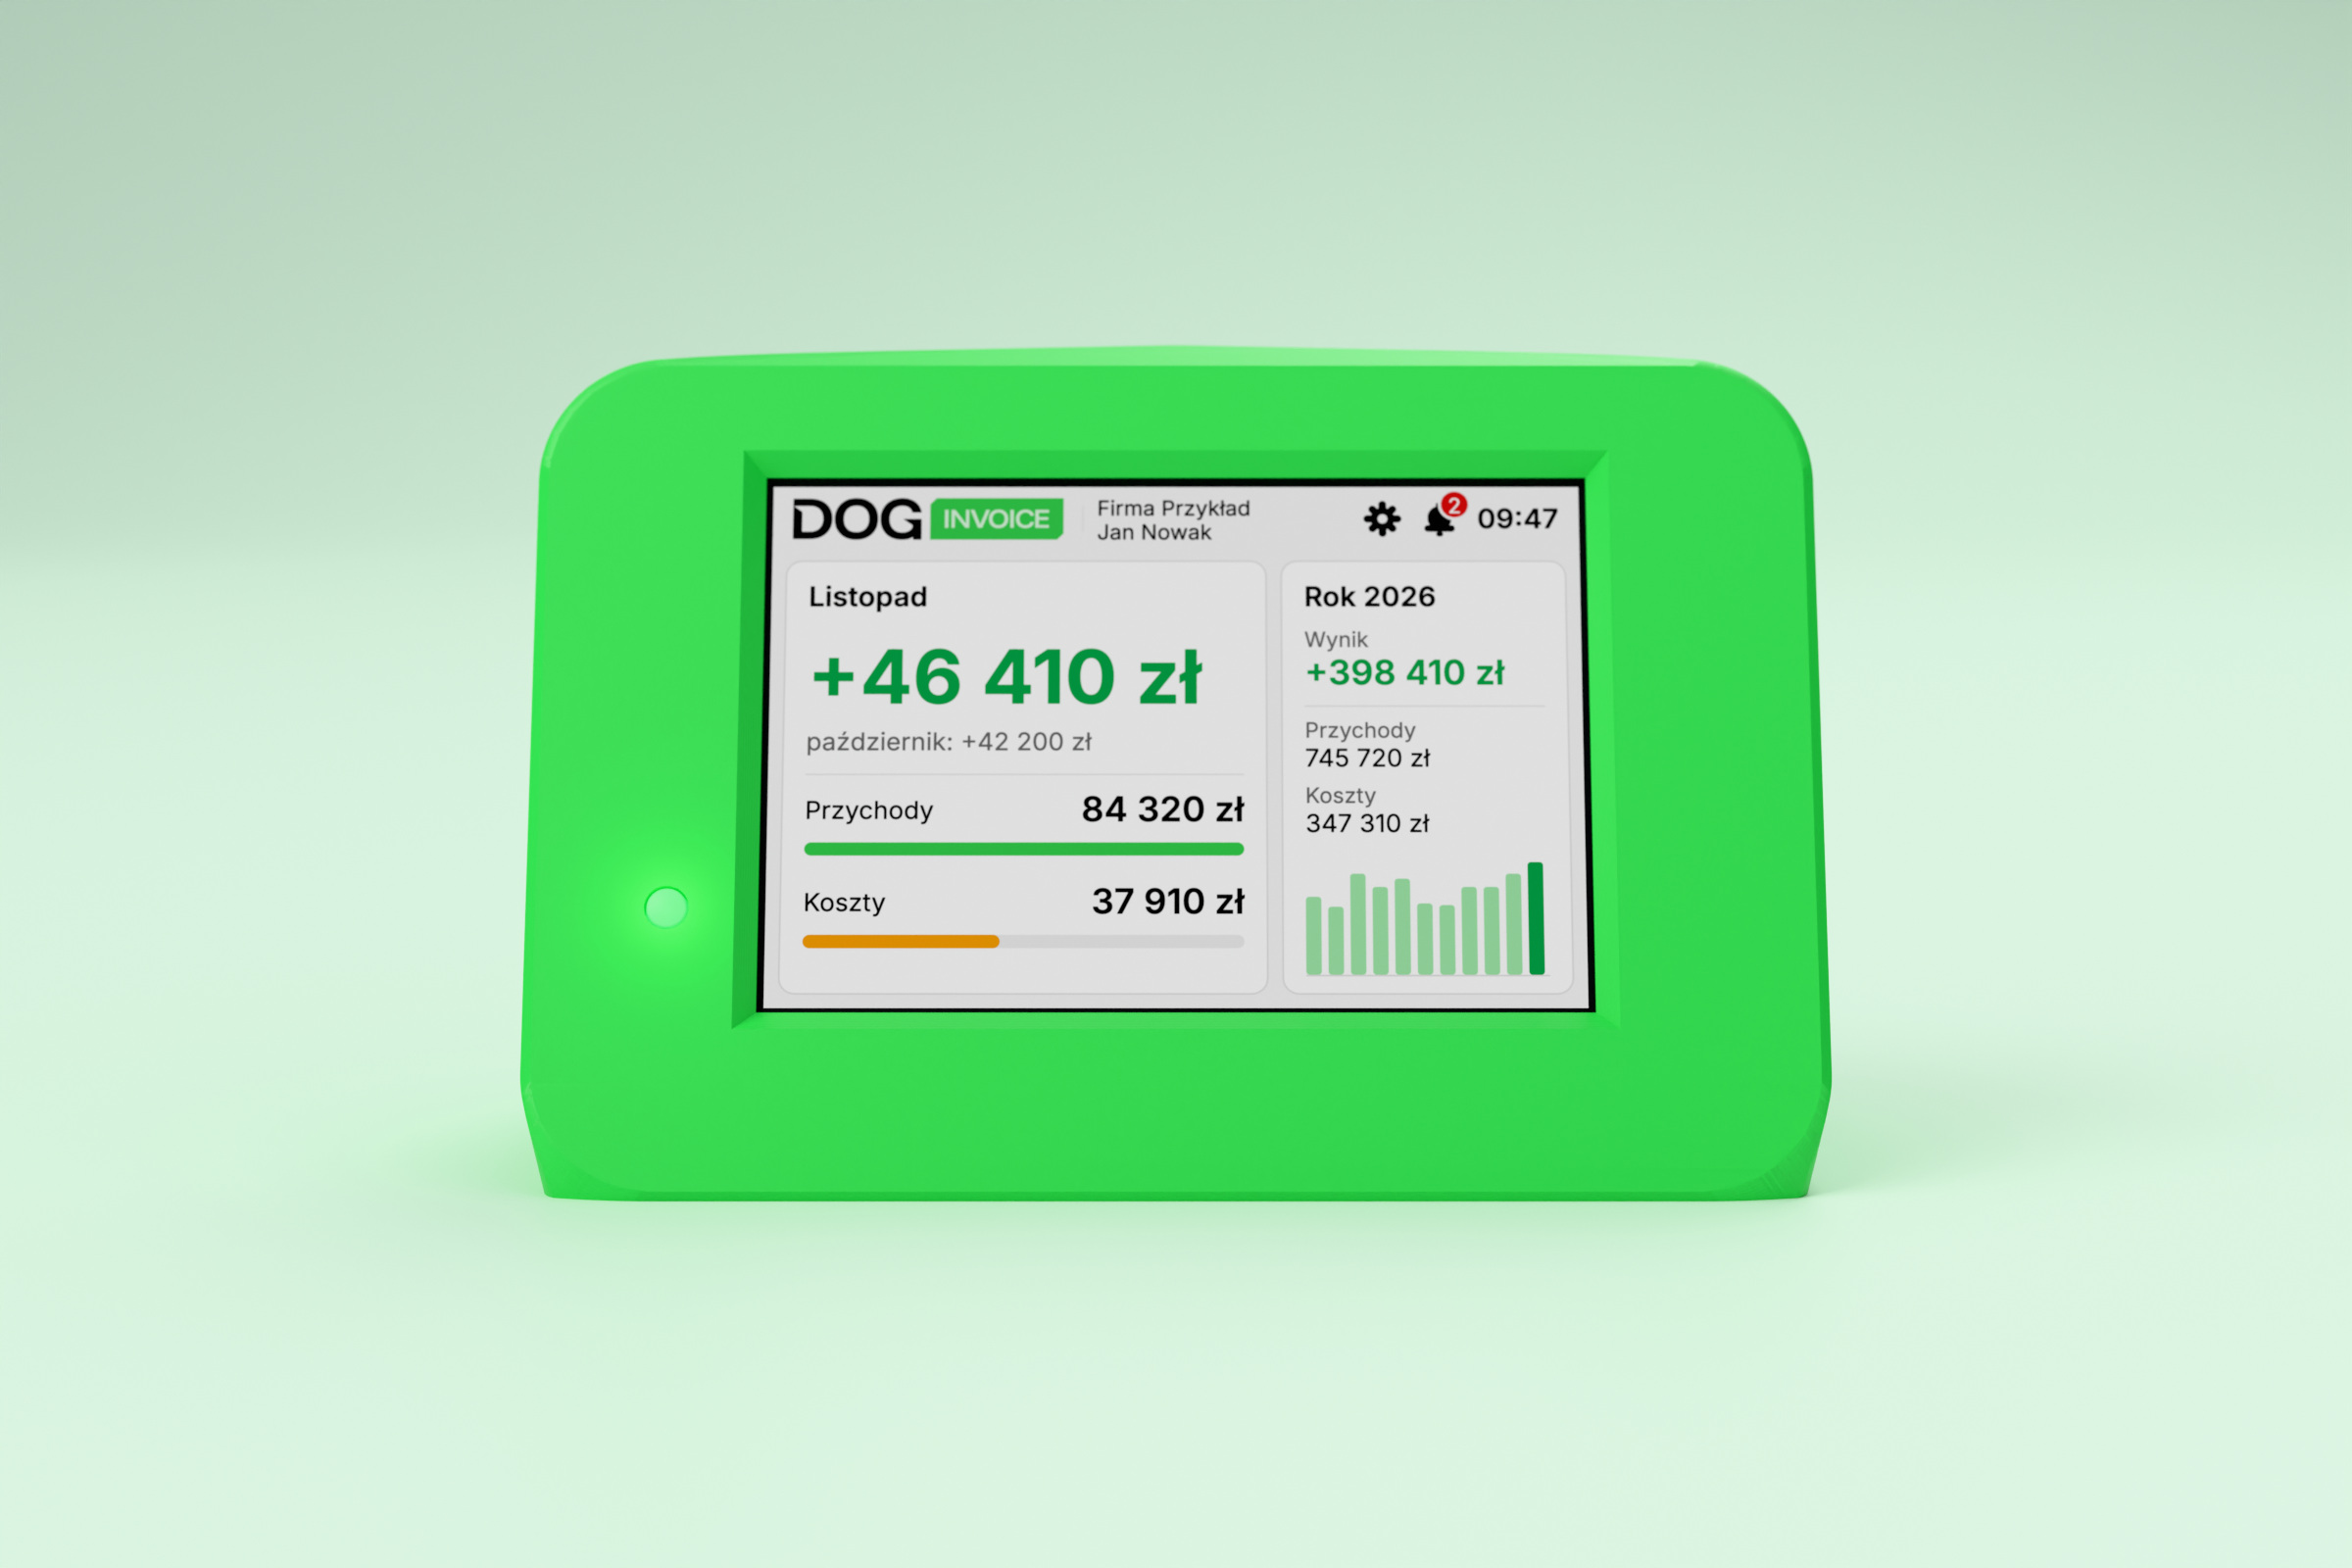 DOG INVOICE
Firma Przykład
Jan Nowak
2
09:47
Listopad
+46 410 zł
październik: +42 200 zł
Przychody 84 320 zł
Koszty 37 910 zł
Rok 2026
Wynik
+398 410 zł
Przychody
745 720 zł
Koszty
347 310 zł